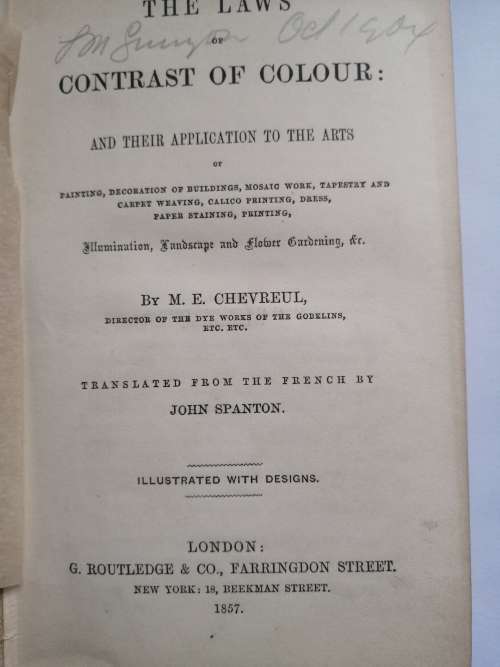 THE LAWS
OF
Oct 1904
CONTRAST OF COLOUR:
AND THEIR APPLICATION TO THE ARTS
OF
PAINTING, DECORATION OF BUILDINGS, MOSAIC WORK, TAPESTRY AND
CARPET WEAVING, CALICO PRINTING, DRESS,
PAPER STAINING, PRINTING,
Illumination, Landscape and Flower Gardening, &c.
BY M. E. CHEVREUL,
DIRECTOR OF THE DYE WORKS OF THE GOBELINS,
ETC. ETC.
TRANSLATED FROM THE FRENCH BY
JOHN SPANTON.
ILLUSTRATED WITH DESIGNS.
LONDON:
G. ROUTLEDGE & CO., FARRINGDON STREET.
NEW YORK: 18, BEEKMAN STREET.
1857.